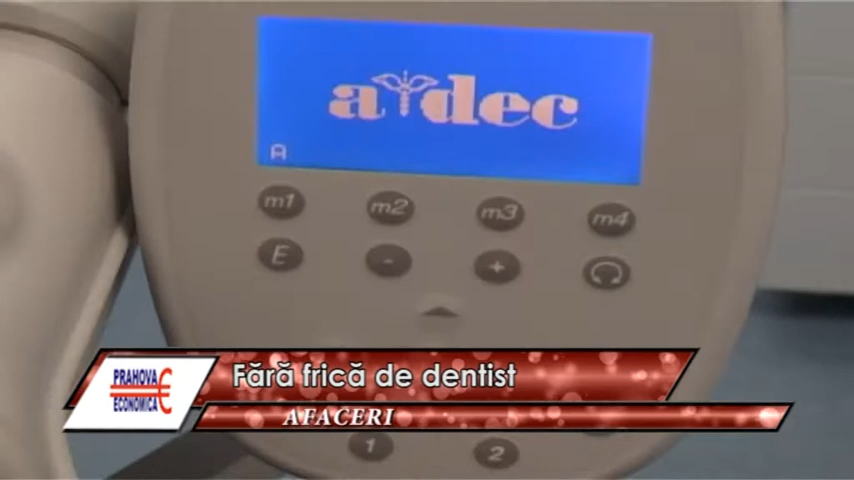 a dec
A
m1 m2 m3 m4
E - +
Fără frică de dentist
PRAHOVA
ECONOMICA
AFACERI
1 2